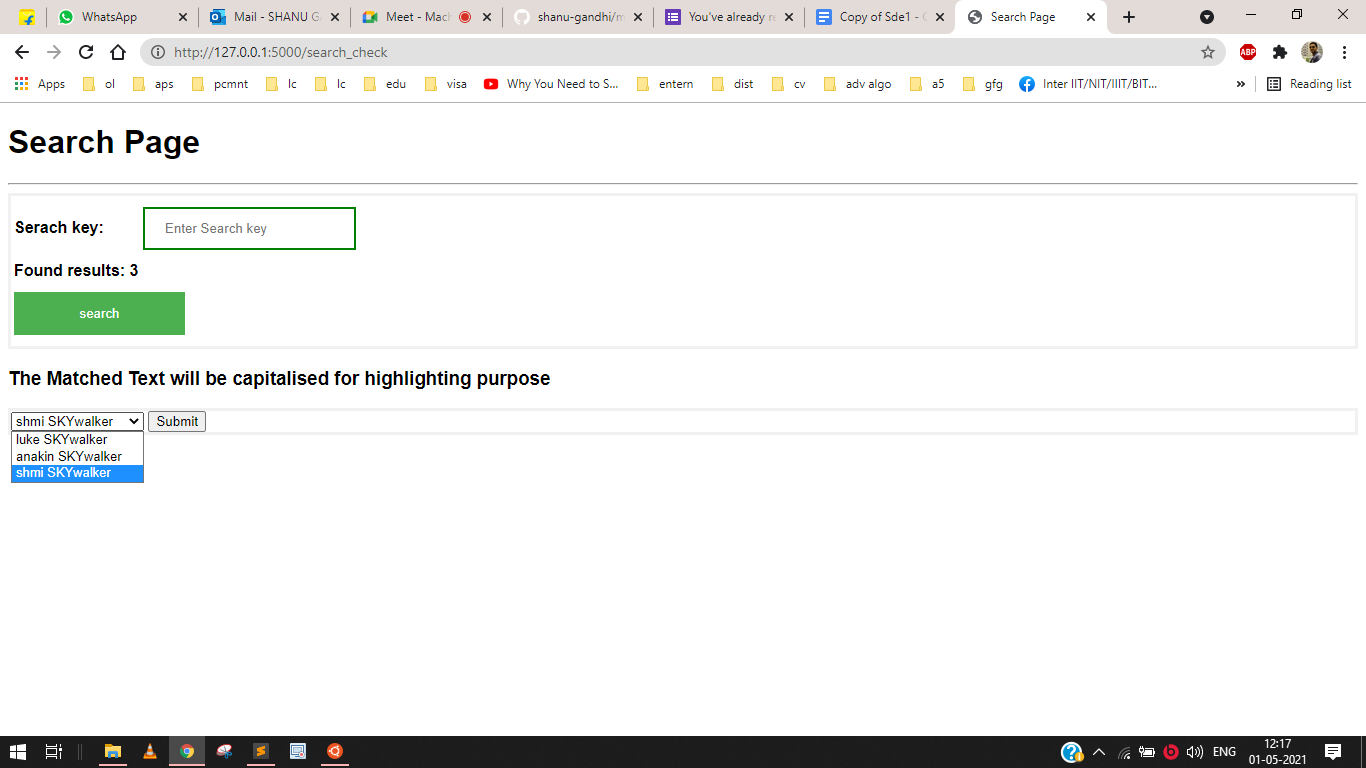 WhatsApp
Mail - SHANU G
Meet - Mach
shanu-gandhi/m
You've already re
Copy of Sde1 -
Search Page
http://127.0.0.1:5000/search_check
ABP
Apps ol aps pcmnt lc lc edu visa Why You Need to S... entern dist cv adv algo a5 gfg Inter IIT/NIT/IIIT/BIT... » Reading list
Search Page
Serach key: Enter Search key
Found results: 3
search
The Matched Text will be capitalised for highlighting purpose
shmi SKYwalker Submit
luke SKYwalker
anakin SKYwalker
shmi SKYwalker
ENG
12:17
01-05-2021